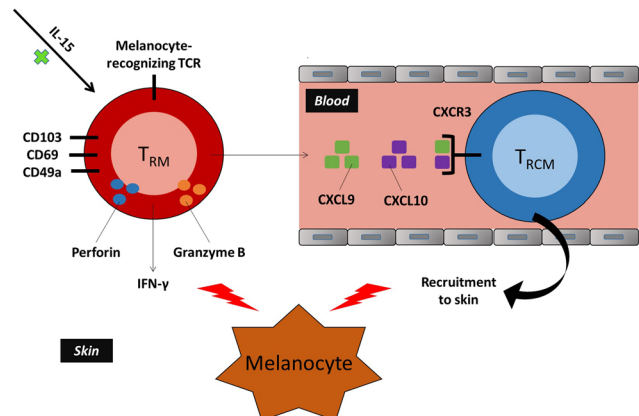 IL-15
Melanocyte-
recognizing TCR
CD103
CD69
CD49a
TRM
Perforin
Granzyme B
IFN-γ
Blood
CXCR3
TRCM
CXCL9
CXCL10
Recruitment
to skin
Skin
Melanocyte